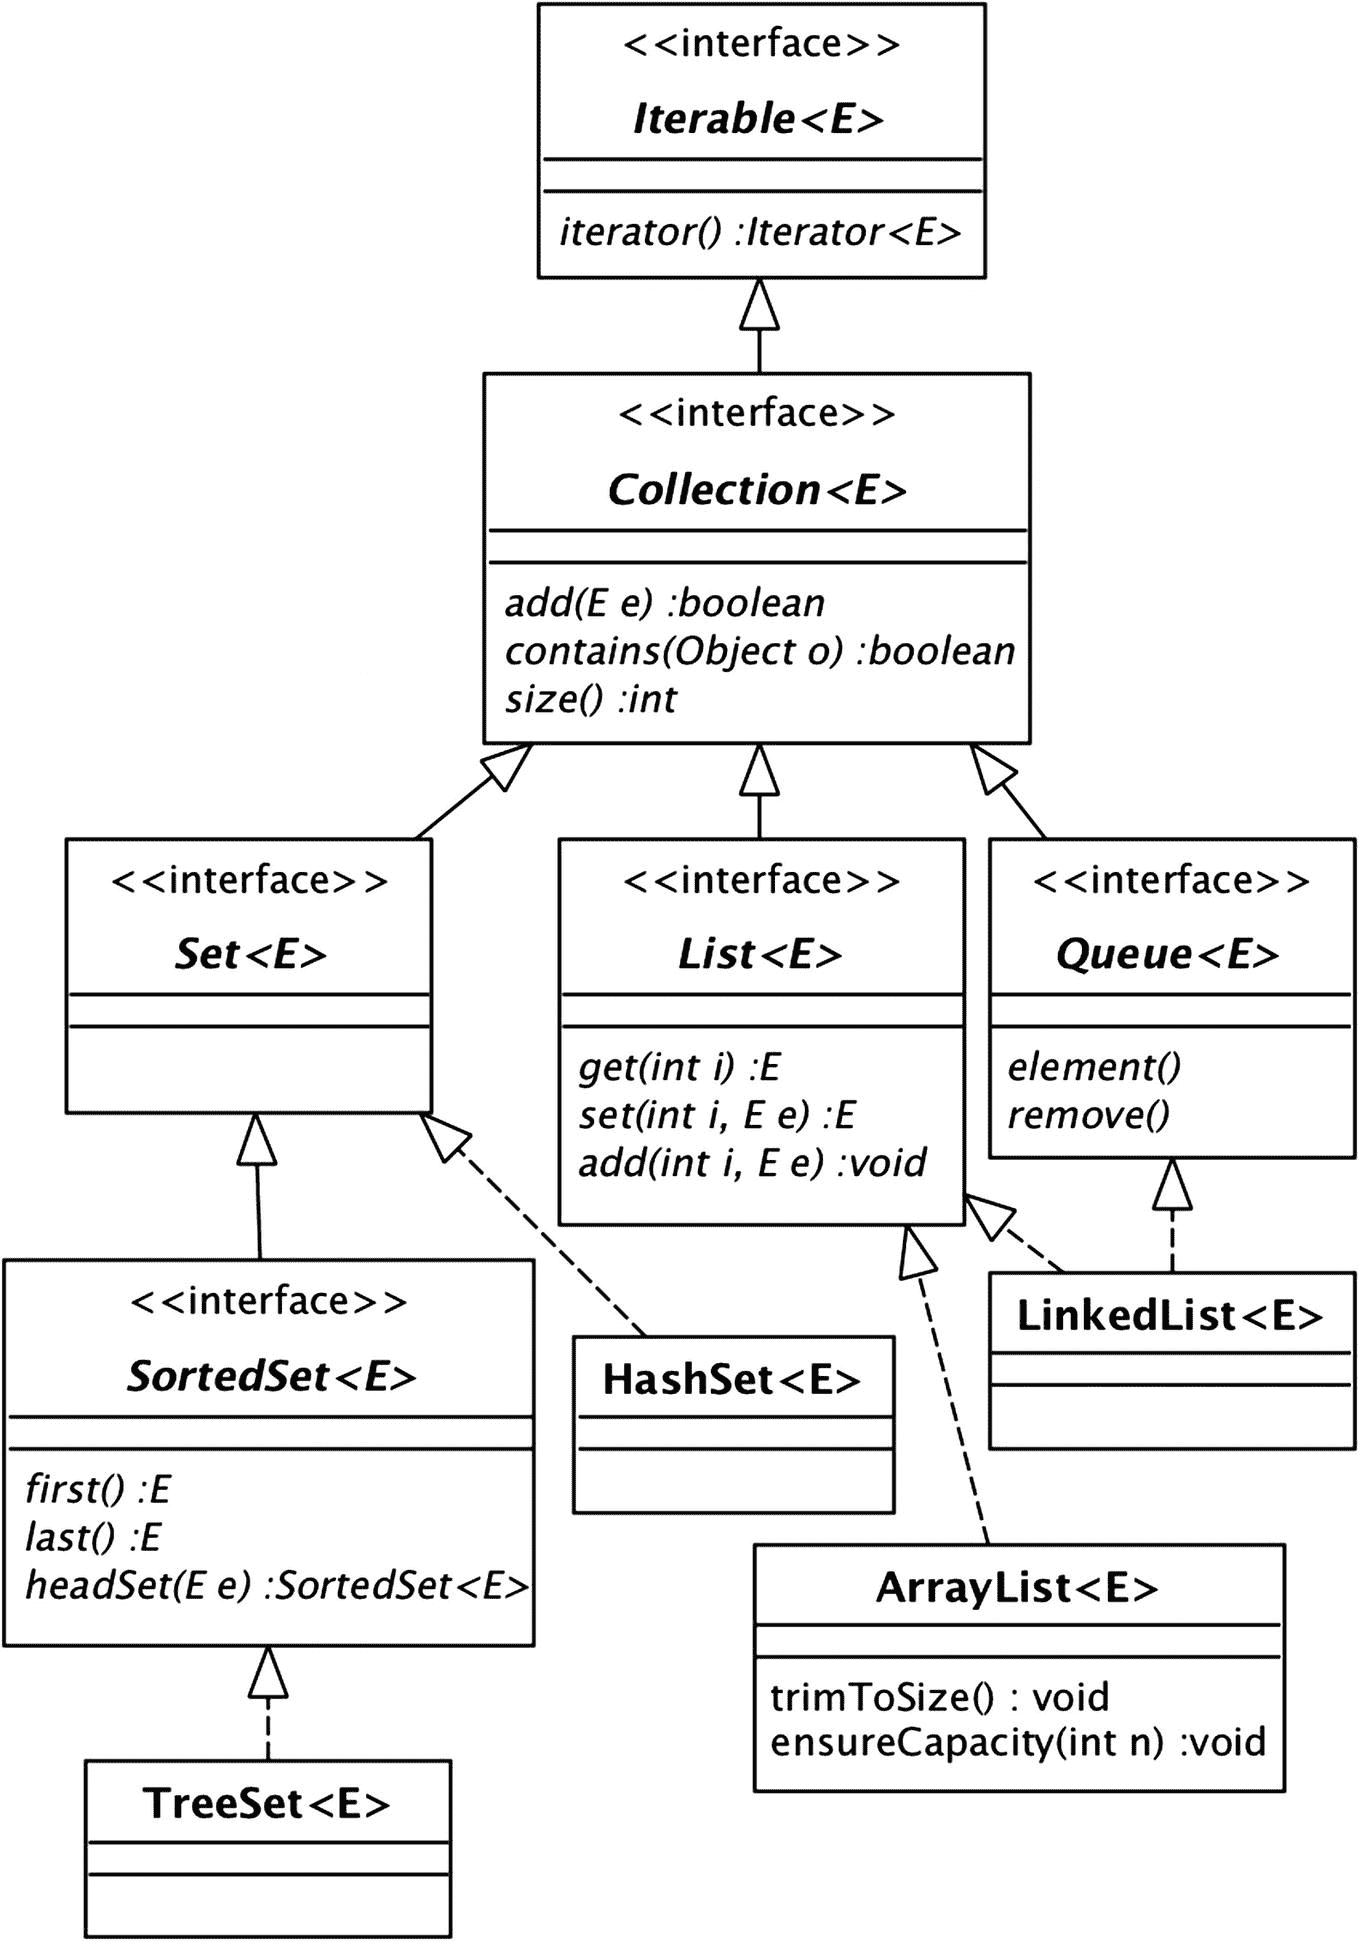 <<interface>>
Iterable<E>
iterator() :Iterator<E>
<<interface>>
Collection<E>
add(E e) :boolean
contains(Object o) :boolean
size() :int
<<interface>>
Set<E>
<<interface>>
List<E>
get(int i) :E
set(int i, E e) :E
add(int i, E e) :void
<<interface>>
Queue<E>
element()
remove()
<<interface>>
SortedSet<E>
first() :E
last() :E
headSet(E e) :SortedSet<E>
HashSet<E>
LinkedList<E>
ArrayList<E>
trimToSize() : void
ensureCapacity(int n) :void
TreeSet<E>